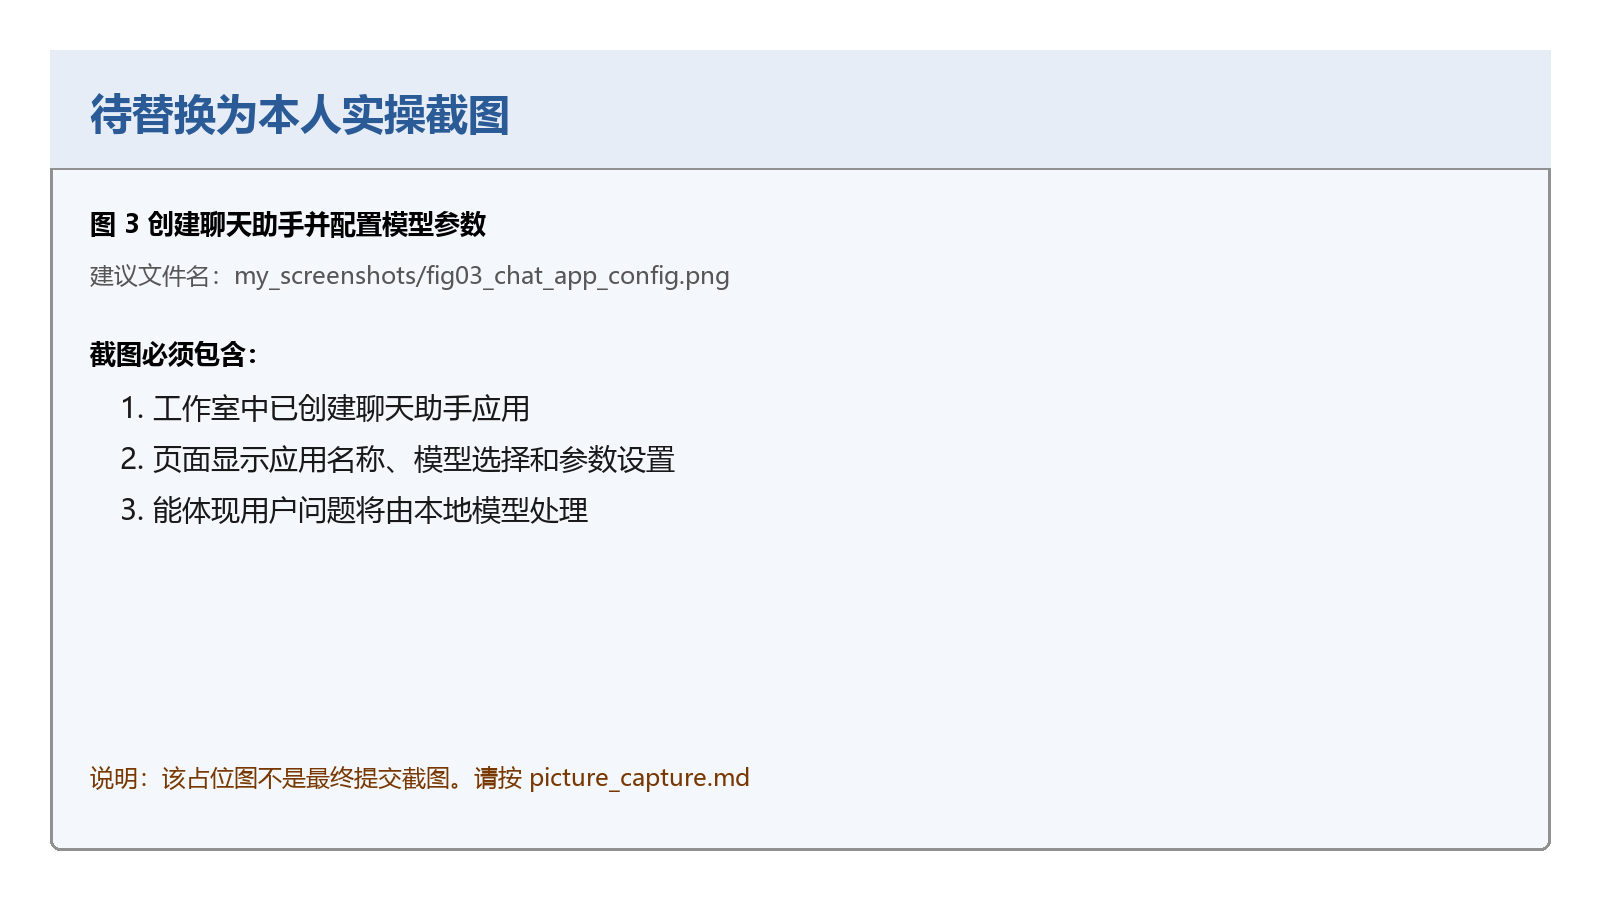 待替换为本人实操截图
图 3 创建聊天助手并配置模型参数
建议文件名：my_screenshots/fig03_chat_app_config.png
截图必须包含：
1. 工作室中已创建聊天助手应用
2. 页面显示应用名称、模型选择和参数设置
3. 能体现用户问题将由本地模型处理
说明：该占位图不是最终提交截图。请按 picture_capture.md